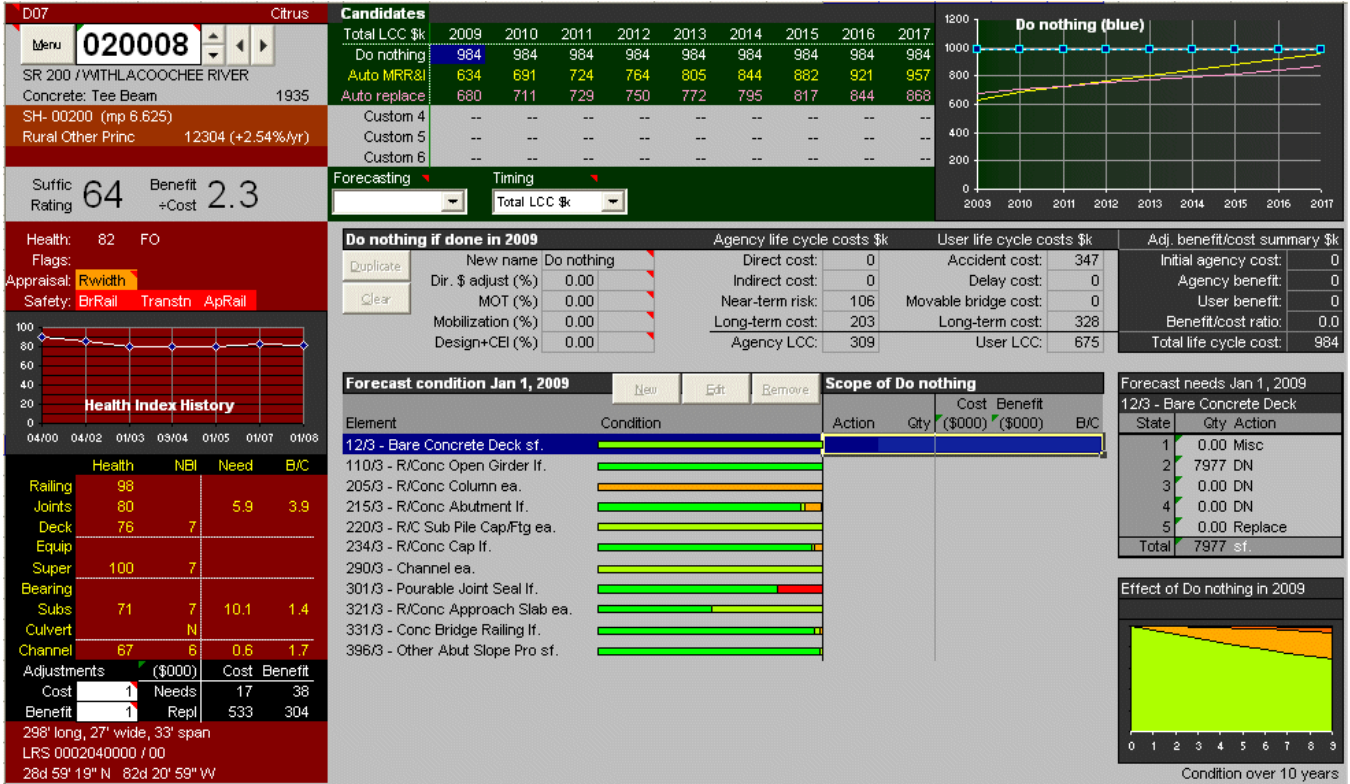 D07 Citrus
Menu 020008
SR 200 / WITHLACOOCHEE RIVER
Concrete: Tee Beam 1935
SH- 00200 (mp 6.625)
Rural Other Princ 12304 (+2.54%/yr)
Suffic Rating 64 Benefit ÷Cost 2.3
Health: 82 FO
Flags:
Appraisal: Rwidth
Safety: BrRail Transtn ApRail
100
80
60
40
20
0
Health Index History
04/00 04/02 01/03 03/04 01/05 01/07 01/08
Health NBI Need B/C
Railing 98
Joints 80 5.9 3.9
Deck 76 7
Equip
Super 100 7
Bearing
Subs 71 7 10.1 1.4
Culvert N
Channel 67 6 0.6 1.7
Adjustments ($000) Cost Benefit
Cost 1 Needs 17 38
Benefit 1 Repl 533 304
298' long, 27' wide, 33' span
LRS 0002040000 / 00
28d 59' 19" N 82d 20' 59" W
Candidates
Total LCC $k 2009 2010 2011 2012 2013 2014 2015 2016 2017
Do nothing 984 984 984 984 984 984 984 984 984
Auto MRR&I 634 691 724 764 805 844 882 921 957
Auto replace 680 711 729 750 772 795 817 844 868
Custom 4 -- -- -- -- -- -- -- -- --
Custom 5 -- -- -- -- -- -- -- -- --
Custom 6 -- -- -- -- -- -- -- -- --
Forecasting Timing
Total LCC $k
Do nothing (blue)
1200
1000
800
600
400
200
0
2009 2010 2011 2012 2013 2014 2015 2016 2017
Do nothing if done in 2009 Agency life cycle costs $k User life cycle costs $k
Duplicate New name Do nothing Direct cost: 0 Accident cost: 347
Dir. $ adjust (%) 0.00 Indirect cost: 0 Delay cost: 0
Clear MOT (%) 0.00 Near-term risk: 106 Movable bridge cost: 0
Mobilization (%) 0.00 Long-term cost: 203 Long-term cost: 328
Design+CEI (%) 0.00 Agency LCC: 309 User LCC: 675
Adj. benefit/cost summary $k
Initial agency cost: 0
Agency benefit: 0
User benefit: 0
Benefit/cost ratio: 0.0
Total life cycle cost: 984
Forecast condition Jan 1, 2009 New Edit Remove Scope of Do nothing
Cost Benefit
Element Condition Action Qty ($000) ($000) B/C
12/3 - Bare Concrete Deck sf.
110/3 - R/Conc Open Girder lf.
205/3 - R/Conc Column ea.
215/3 - R/Conc Abutment lf.
220/3 - R/C Sub Pile Cap/Ftg ea.
234/3 - R/Conc Cap lf.
290/3 - Channel ea.
301/3 - Pourable Joint Seal lf.
321/3 - R/Conc Approach Slab ea.
331/3 - Conc Bridge Railing lf.
396/3 - Other Abut Slope Pro sf.
Forecast needs Jan 1, 2009
12/3 - Bare Concrete Deck
State Qty Action
1 0.00 Misc
2 7977 DN
3 0.00 DN
4 0.00 DN
5 0.00 Replace
Total 7977 sf.
Effect of Do nothing in 2009
0 1 2 3 4 5 6 7 8 9
Condition over 10 years